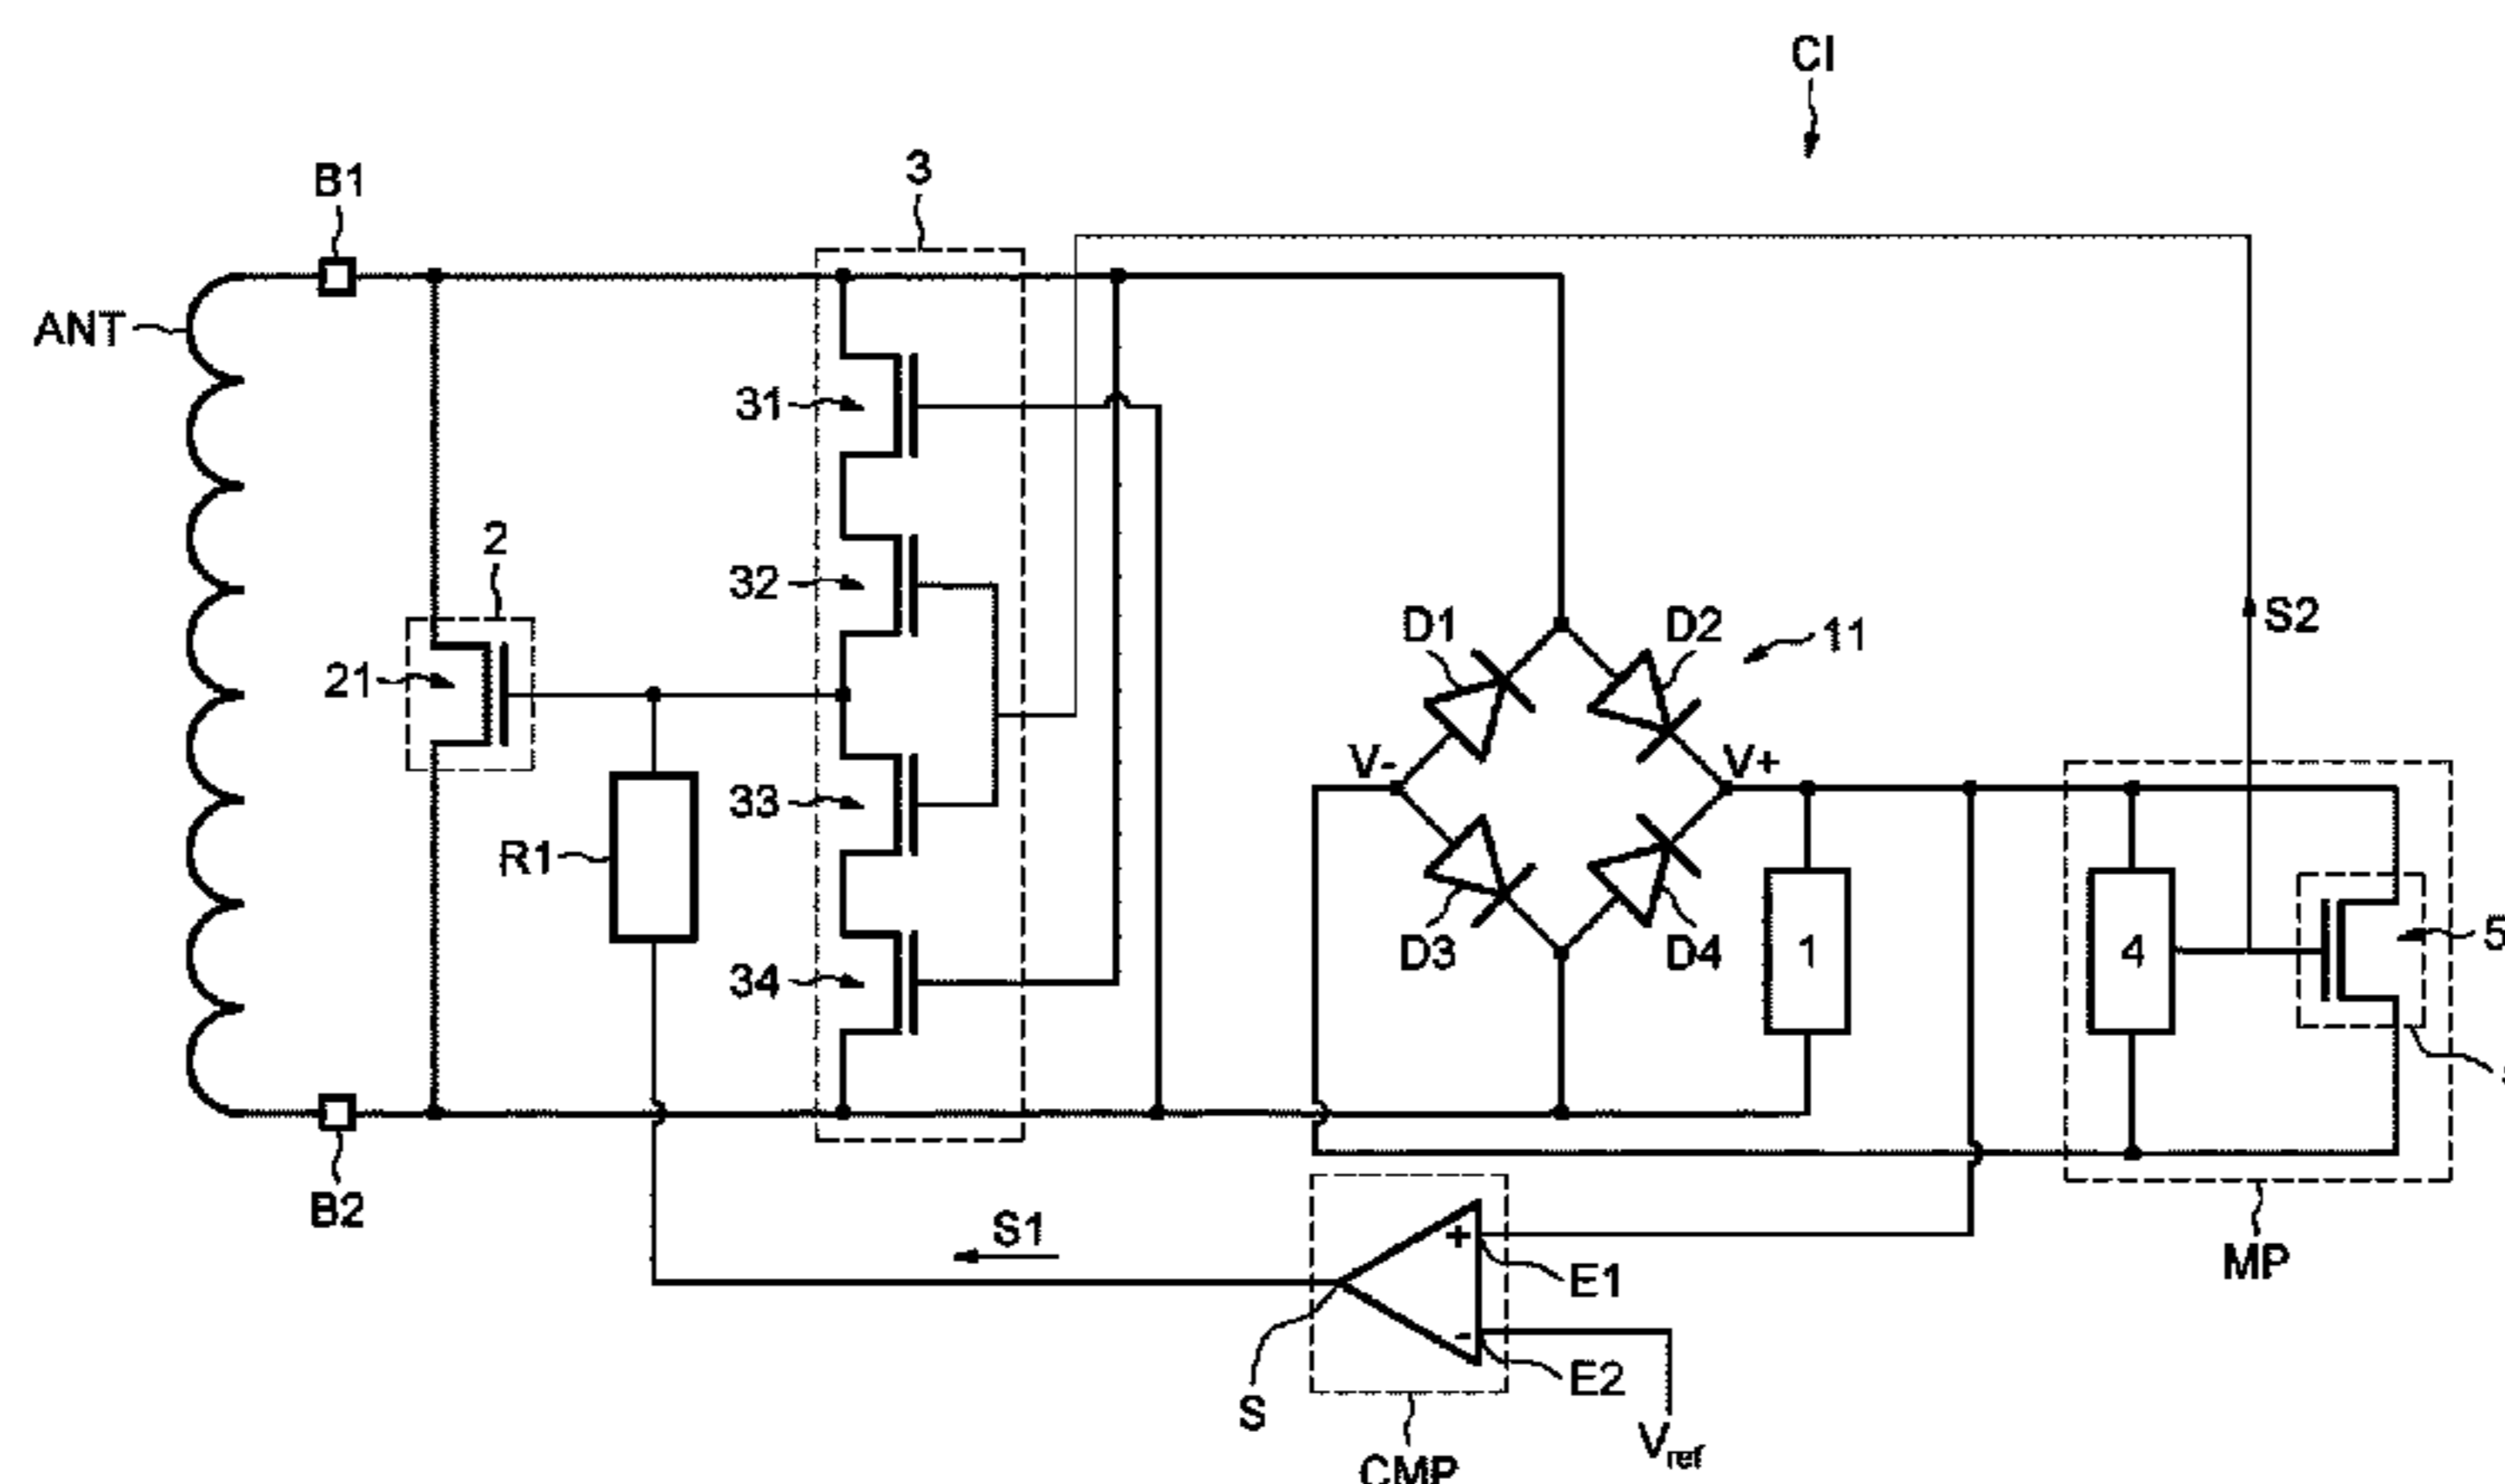 CI
B1
3
ANT
31
2
32
D1
D2
11
S2
21
V-
V+
33
R1
5
1
4
34
D3
D4
B2
S1
+
E1
MP
-
E2
S
Vref
CMP